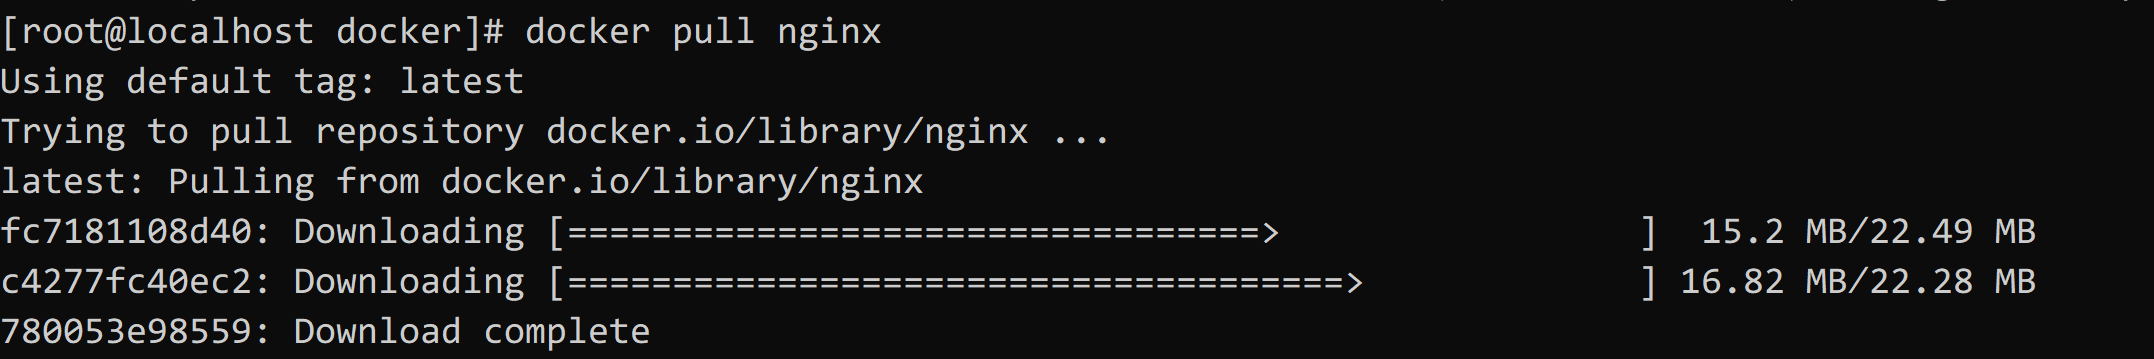 [root@localhost docker]# docker pull nginx
Using default tag: latest
Trying to pull repository docker.io/library/nginx ...
latest: Pulling from docker.io/library/nginx
fc7181108d40: Downloading [=================================>                 ]  15.2 MB/22.49 MB
c4277fc40ec2: Downloading [=====================================>             ] 16.82 MB/22.28 MB
780053e98559: Download complete